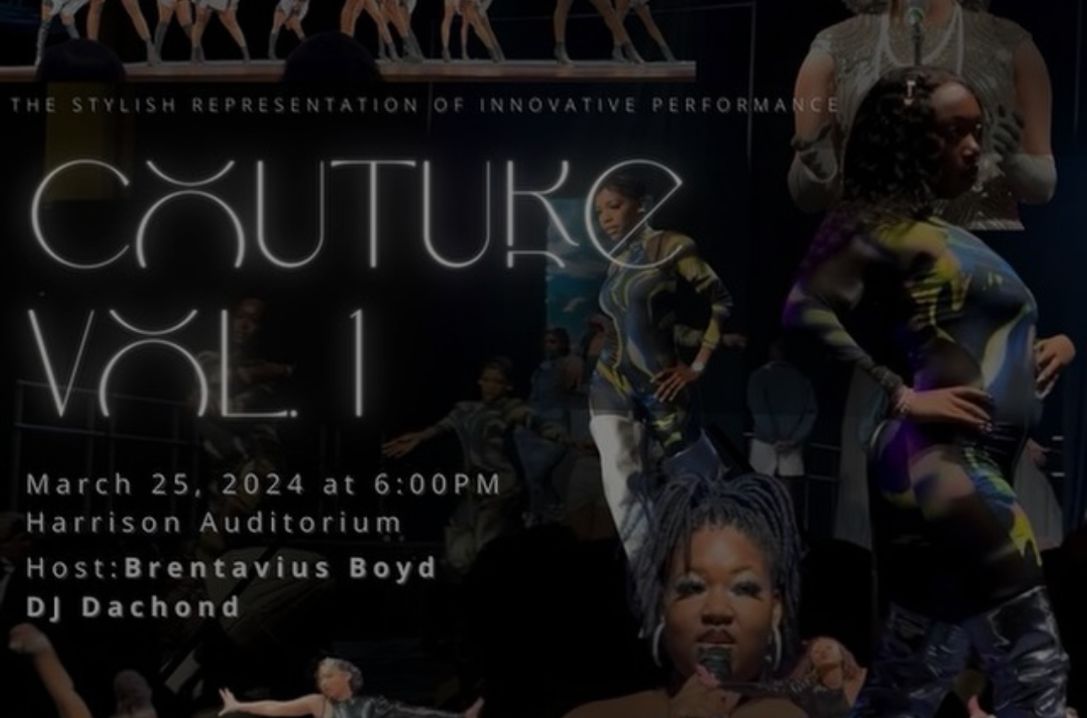 THE STYLISH REPRESENTATION OF INNOVATIVE PERFORMANCE
COUTURE
VOL. 1
March 25, 2024 at 6:00PM
Harrison Auditorium
Host:Brentavius Boyd
DJ Dachond